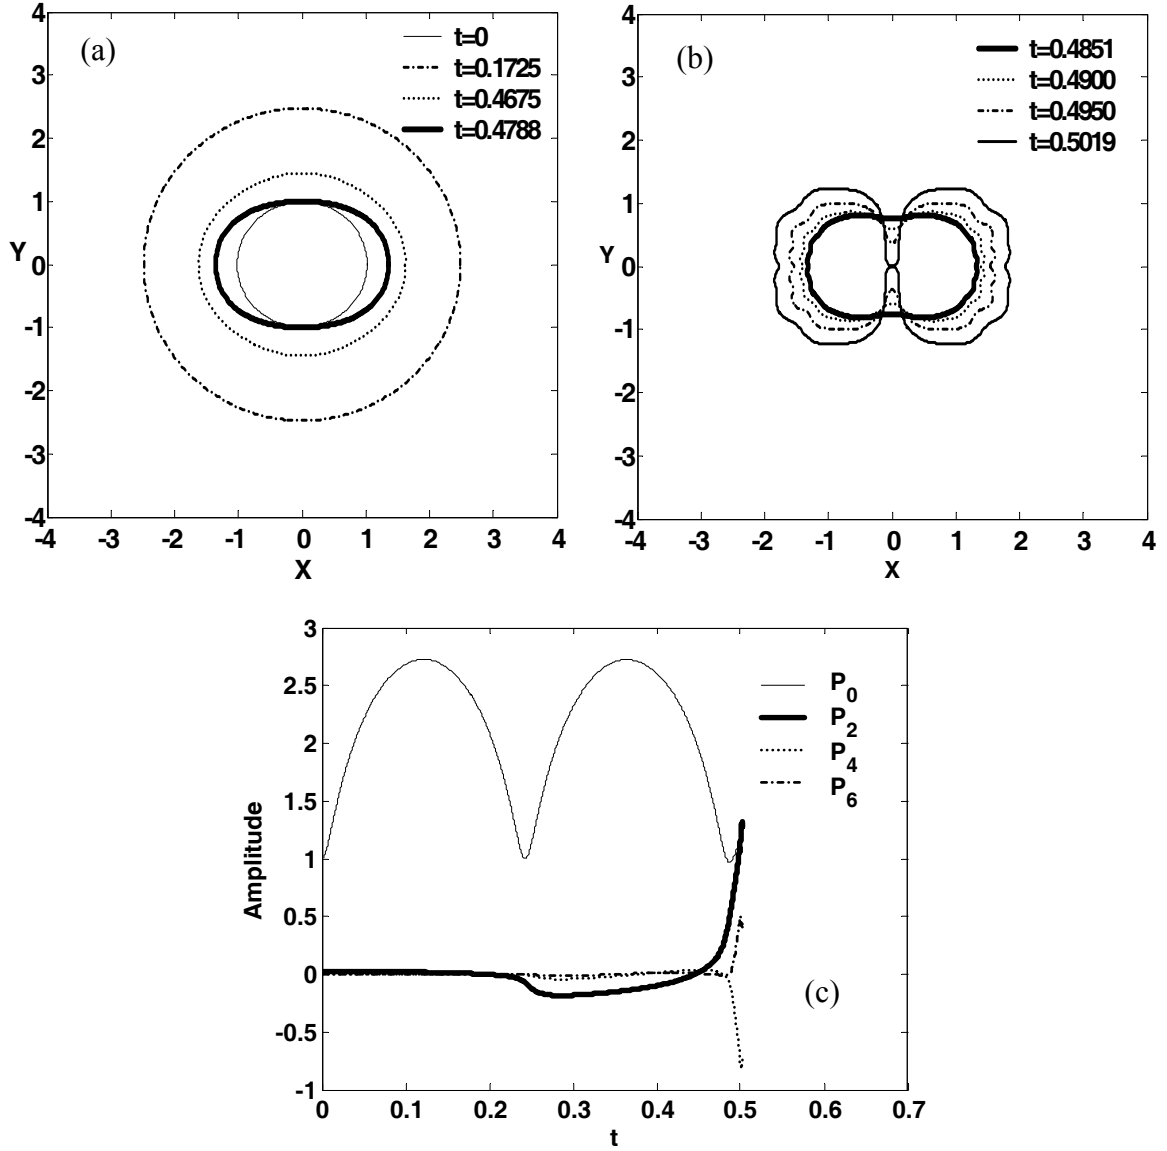 (a)
t=0
t=0.1725
t=0.4675
t=0.4788
4
3
2
1
0
-1
-2
-3
-4
Y
-4 -3 -2 -1 0 1 2 3 4
X
(b)
t=0.4851
t=0.4900
t=0.4950
t=0.5019
4
3
2
1
0
-1
-2
-3
-4
Y
-4 -3 -2 -1 0 1 2 3 4
X
P0
P2
P4
P6
(c)
3
2.5
2
1.5
1
0.5
0
-0.5
-1
Amplitude
0 0.1 0.2 0.3 0.4 0.5 0.6 0.7
t